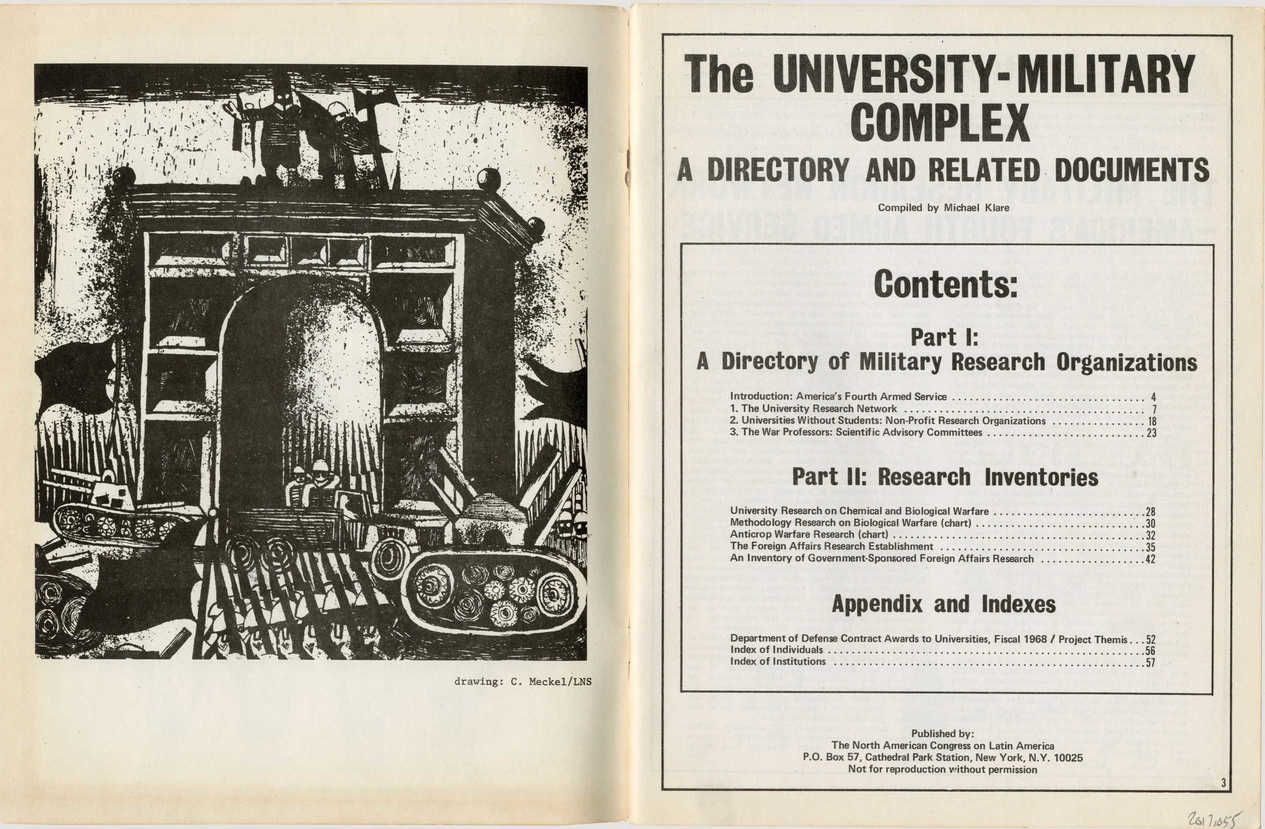 drawing: C. Meckel/LNS
The UNIVERSITY-MILITARY
COMPLEX
A DIRECTORY AND RELATED DOCUMENTS
Compiled by Michael Klare
Contents:
Part I:
A Directory of Military Research Organizations
Introduction: America's Fourth Armed Service . . . . . . . . . . . . . . . . . . . . . . . . . . . . . . . . 4
1. The University Research Network . . . . . . . . . . . . . . . . . . . . . . . . . . . . . . . . . . . . . . . . 7
2. Universities Without Students: Non-Profit Research Organizations . . . . . . . . . . . . . . . . 18
3. The War Professors: Scientific Advisory Committees . . . . . . . . . . . . . . . . . . . . . . . . . . 23
Part II: Research Inventories
University Research on Chemical and Biological Warfare . . . . . . . . . . . . . . . . . . . . . . . . . 28
Methodology Research on Biological Warfare (chart) . . . . . . . . . . . . . . . . . . . . . . . . . . . . 30
Anticrop Warfare Research (chart) . . . . . . . . . . . . . . . . . . . . . . . . . . . . . . . . . . . . . . . . . . 32
The Foreign Affairs Research Establishment . . . . . . . . . . . . . . . . . . . . . . . . . . . . . . . . . . . 35
An Inventory of Government-Sponsored Foreign Affairs Research . . . . . . . . . . . . . . . . . . 42
Appendix and Indexes
Department of Defense Contract Awards to Universities, Fiscal 1968 / Project Themis . . . 52
Index of Individuals . . . . . . . . . . . . . . . . . . . . . . . . . . . . . . . . . . . . . . . . . . . . . . . . . . . . . 56
Index of Institutions . . . . . . . . . . . . . . . . . . . . . . . . . . . . . . . . . . . . . . . . . . . . . . . . . . . . 57
Published by:
The North American Congress on Latin America
P.O. Box 57, Cathedral Park Station, New York, N.Y. 10025
Not for reproduction without permission
3